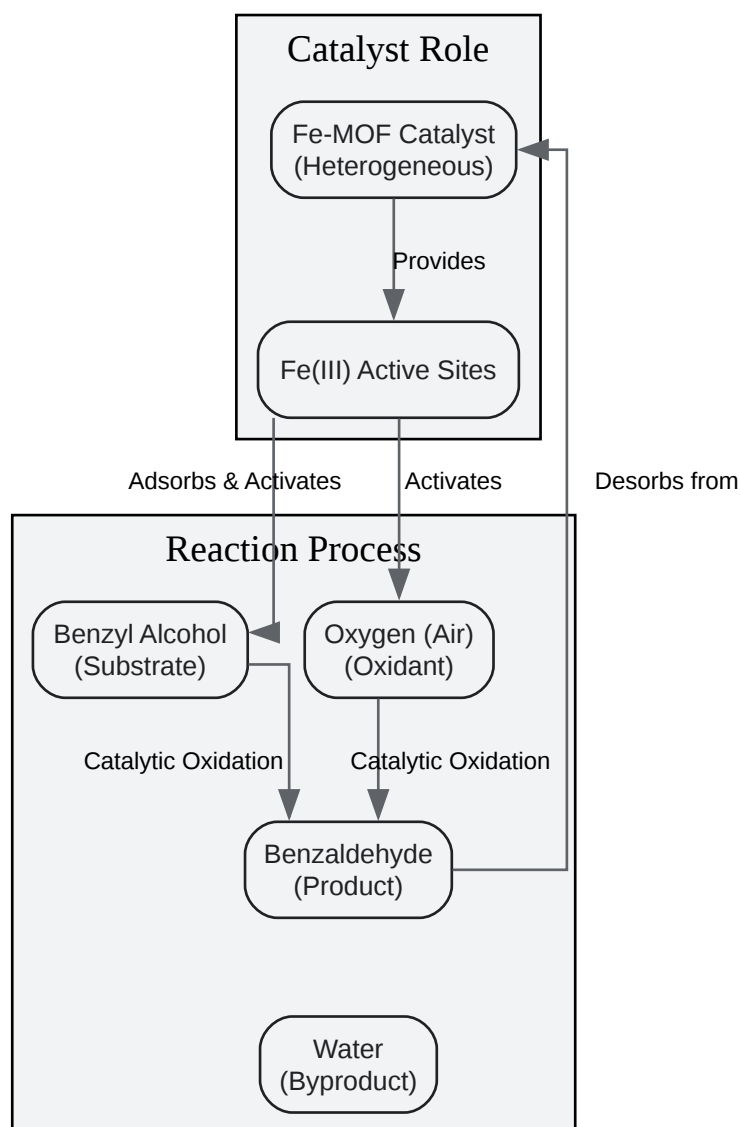 Catalyst Role
Fe-MOF Catalyst
(Heterogeneous)
Provides
Fe(III) Active Sites
Adsorbs & Activates
Activates
Desorbs from
Reaction Process
Benzyl Alcohol
(Substrate)
Oxygen (Air)
(Oxidant)
Catalytic Oxidation
Catalytic Oxidation
Benzaldehyde
(Product)
Water
(Byproduct)